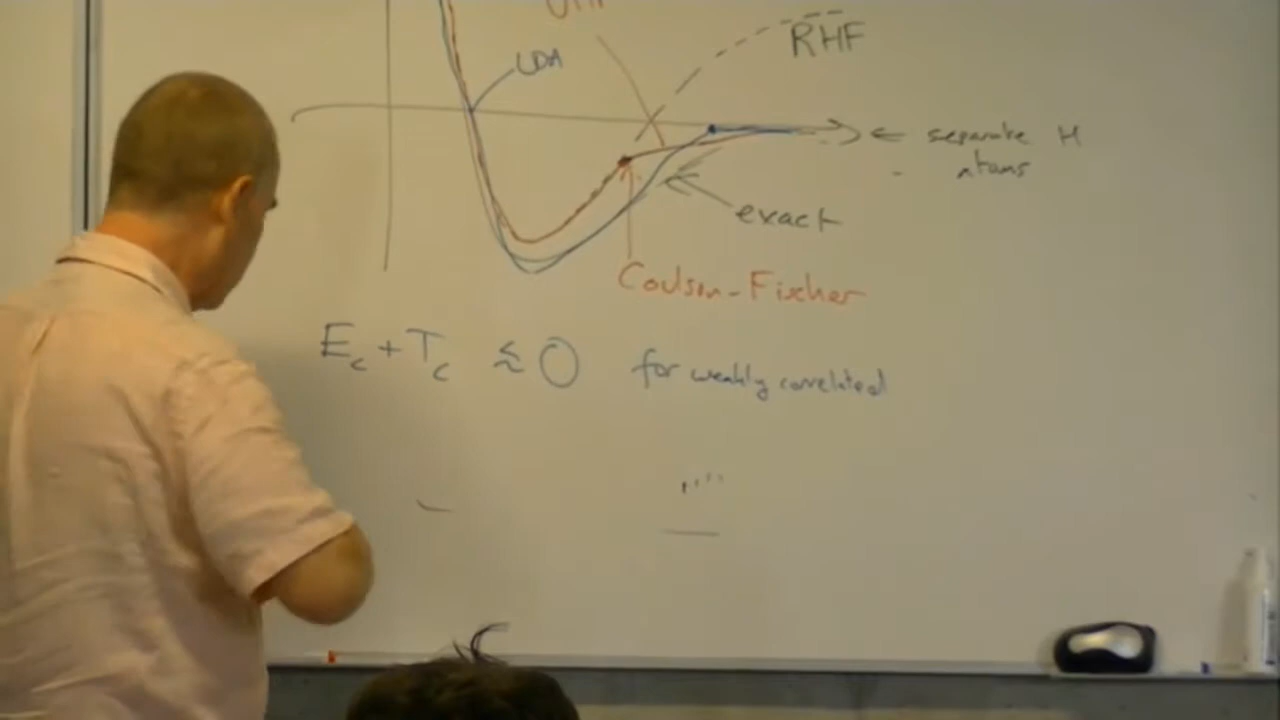 UHF
RHF
LDA
← separate H
atoms
exact
Coulson-Fischer
E_c + T_c ≲ 0 for weakly correlated